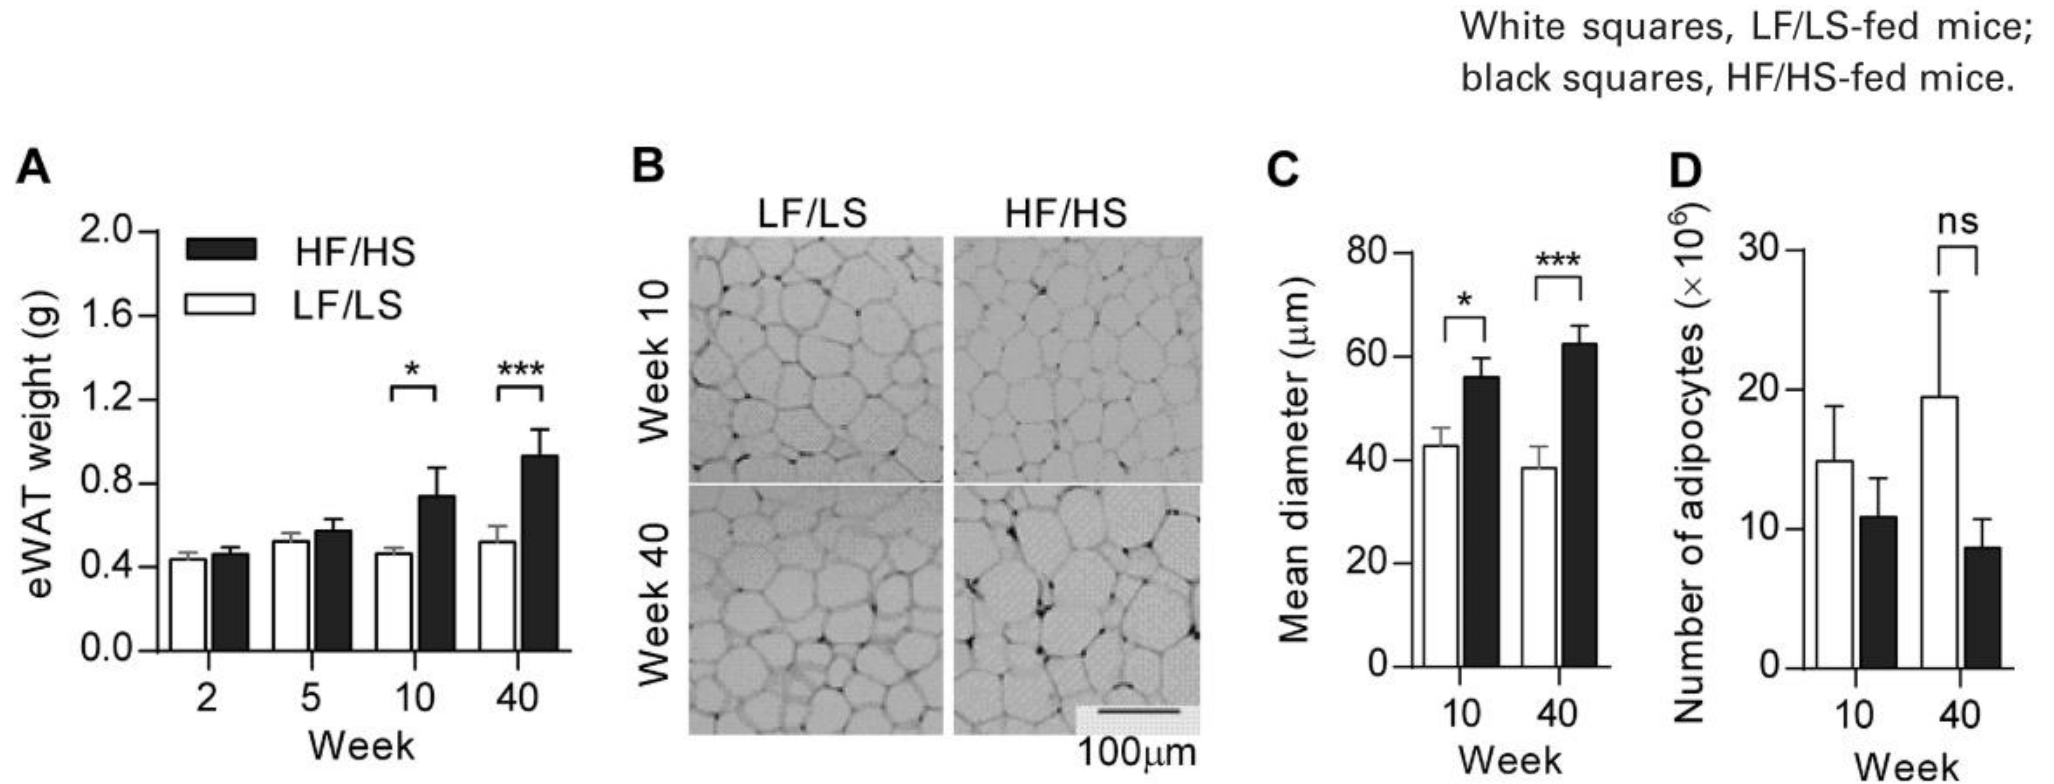 White squares, LF/LS-fed mice;
black squares, HF/HS-fed mice.
A
eWAT weight (g)
2.0
1.6
1.2
0.8
0.4
0.0
HF/HS
LF/LS
*
***
2 5 10 40
Week
B
LF/LS HF/HS
Week 10
Week 40
100μm
C
Mean diameter (μm)
80
60
40
20
0
*
***
10 40
Week
D
Number of adipocytes (× 10⁶)
30
20
10
0
ns
10 40
Week